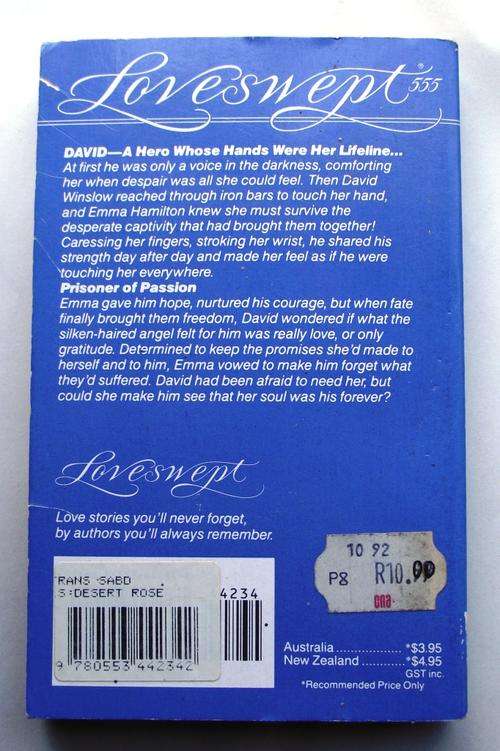 Loveswept® 555
DAVID—A Hero Whose Hands Were Her Lifeline...
At first he was only a voice in the darkness, comforting
her when despair was all she could feel. Then David
Winslow reached through iron bars to touch her hand,
and Emma Hamilton knew she must survive the
desperate captivity that had brought them together!
Caressing her fingers, stroking her wrist, he shared his
strength day after day and made her feel as if he were
touching her everywhere.
Prisoner of Passion
Emma gave him hope, nurtured his courage, but when fate
finally brought them freedom, David wondered if what the
silken-haired angel felt for him was really love, or only
gratitude. Determined to keep the promises she'd made to
herself and to him, Emma vowed to make him forget what
they'd suffered. David had been afraid to need her, but
could she make him see that her soul was his forever?
Loveswept
Love stories you'll never forget,
by authors you'll always remember.
RANS SABD
S:DESERT ROSE
4234
9 780553 442342
10 92
P8 R10.99
cna
Australia ................ *$3.95
New Zealand ........... *$4.95
GST inc.
*Recommended Price Only